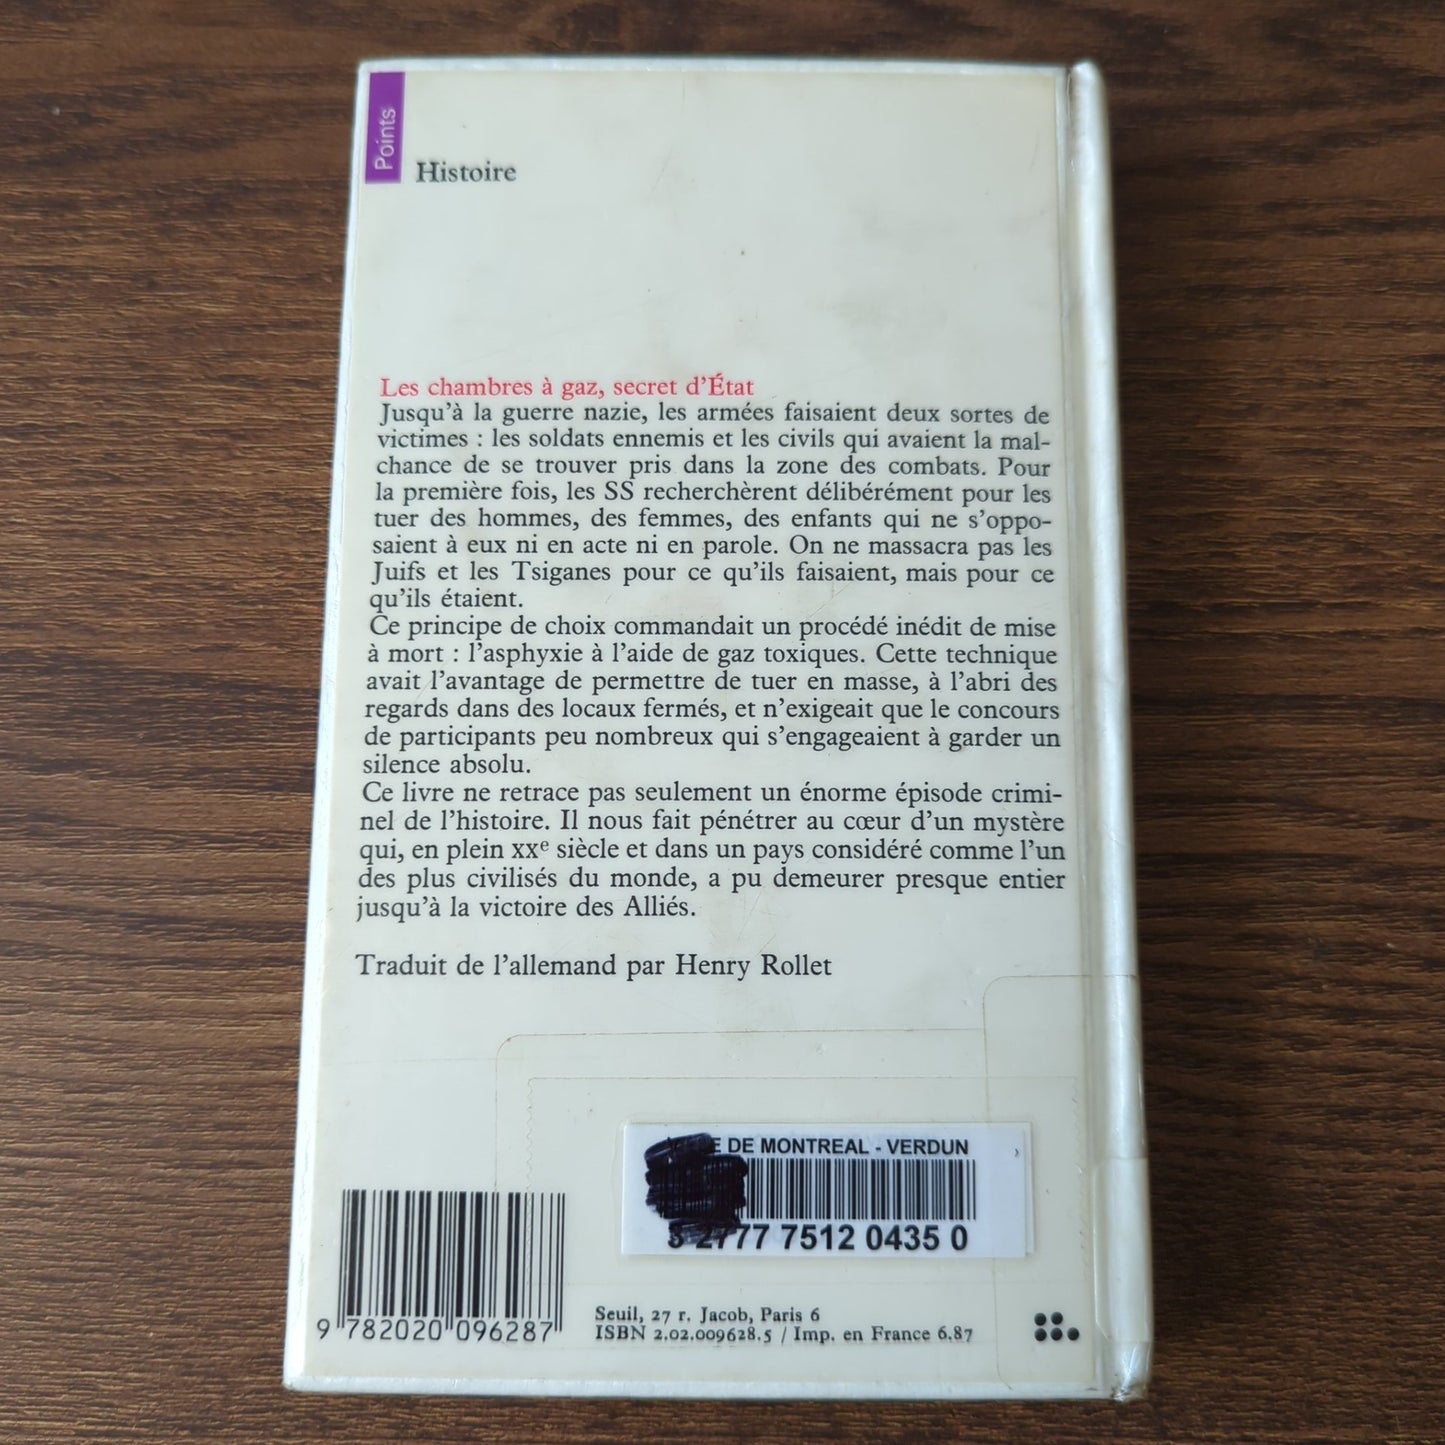 Points
Histoire
Les chambres à gaz, secret d'État
Jusqu'à la guerre nazie, les armées faisaient deux sortes de
victimes : les soldats ennemis et les civils qui avaient la mal-
chance de se trouver pris dans la zone des combats. Pour
la première fois, les SS recherchèrent délibérément pour les
tuer des hommes, des femmes, des enfants qui ne s'oppo-
saient à eux ni en acte ni en parole. On ne massacra pas les
Juifs et les Tsiganes pour ce qu'ils faisaient, mais pour ce
qu'ils étaient.
Ce principe de choix commandait un procédé inédit de mise
à mort : l'asphyxie à l'aide de gaz toxiques. Cette technique
avait l'avantage de permettre de tuer en masse, à l'abri des
regards dans des locaux fermés, et n'exigeait que le concours
de participants peu nombreux qui s'engageaient à garder un
silence absolu.
Ce livre ne retrace pas seulement un énorme épisode crimi-
nel de l'histoire. Il nous fait pénétrer au cœur d'un mystère
qui, en plein XXe siècle et dans un pays considéré comme l'un
des plus civilisés du monde, a pu demeurer presque entier
jusqu'à la victoire des Alliés.
Traduit de l'allemand par Henry Rollet
DE MONTREAL - VERDUN
7512 0435 0
9 782020 096287
Seuil, 27 r. Jacob, Paris 6
ISBN 2.02.009628.5 / Imp. en France 6.87